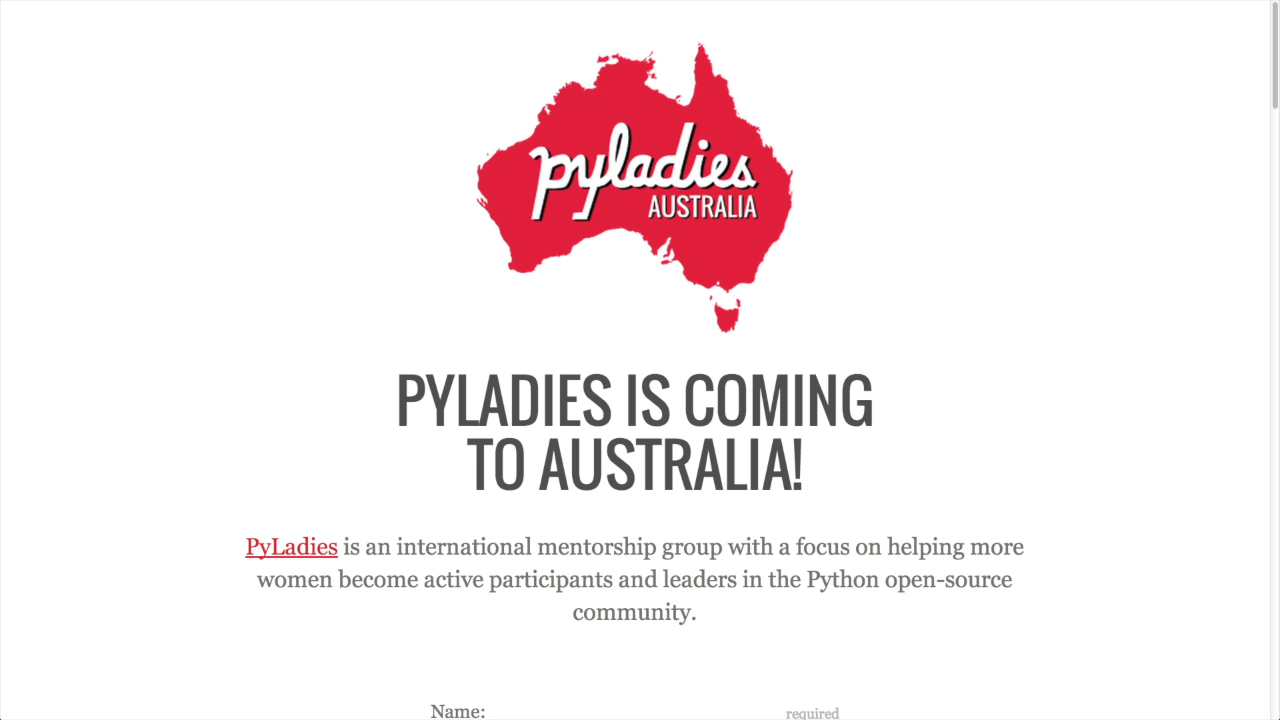 pyladies
AUSTRALIA
PYLADIES IS COMING
TO AUSTRALIA!
PyLadies is an international mentorship group with a focus on helping more
women become active participants and leaders in the Python open-source
community.
Name:
required